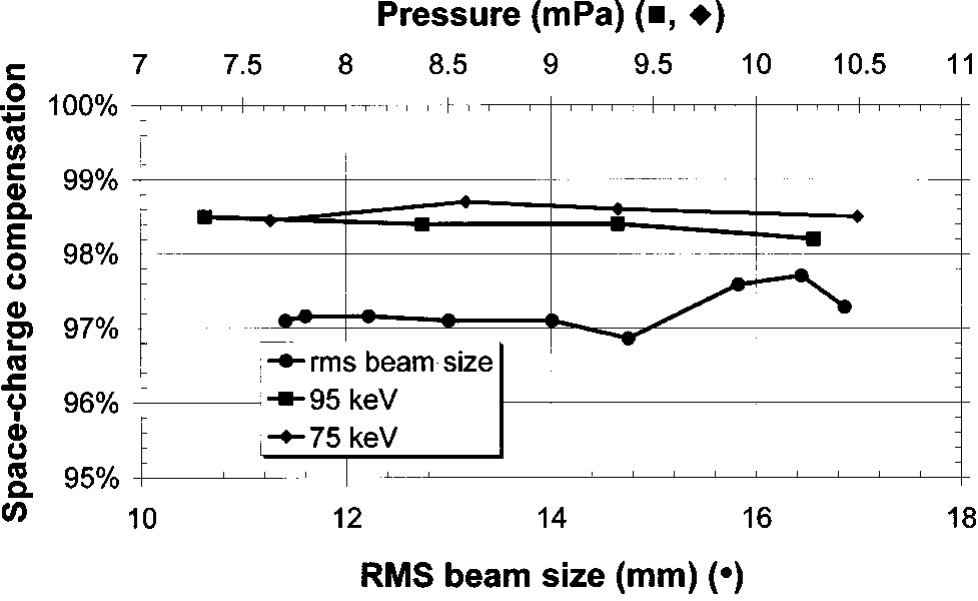 Pressure (mPa) (■, ◆)
7 7.5 8 8.5 9 9.5 10 10.5 11
Space-charge compensation
100%
99%
98%
97%
96%
95%
rms beam size
95 keV
75 keV
10 12 14 16 18
RMS beam size (mm) (•)